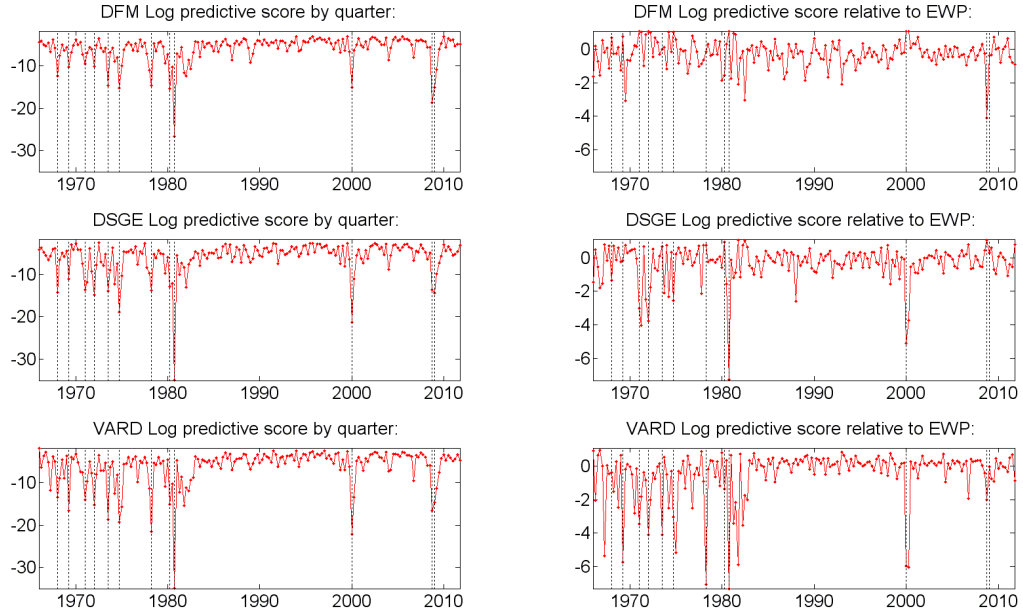 DFM Log predictive score by quarter:
-10
-20
-30
1970 1980 1990 2000 2010
DFM Log predictive score relative to EWP:
0
-2
-4
-6
1970 1980 1990 2000 2010
DSGE Log predictive score by quarter:
-10
-20
-30
1970 1980 1990 2000 2010
DSGE Log predictive score relative to EWP:
0
-2
-4
-6
1970 1980 1990 2000 2010
VARD Log predictive score by quarter:
-10
-20
-30
1970 1980 1990 2000 2010
VARD Log predictive score relative to EWP:
0
-2
-4
-6
1970 1980 1990 2000 2010